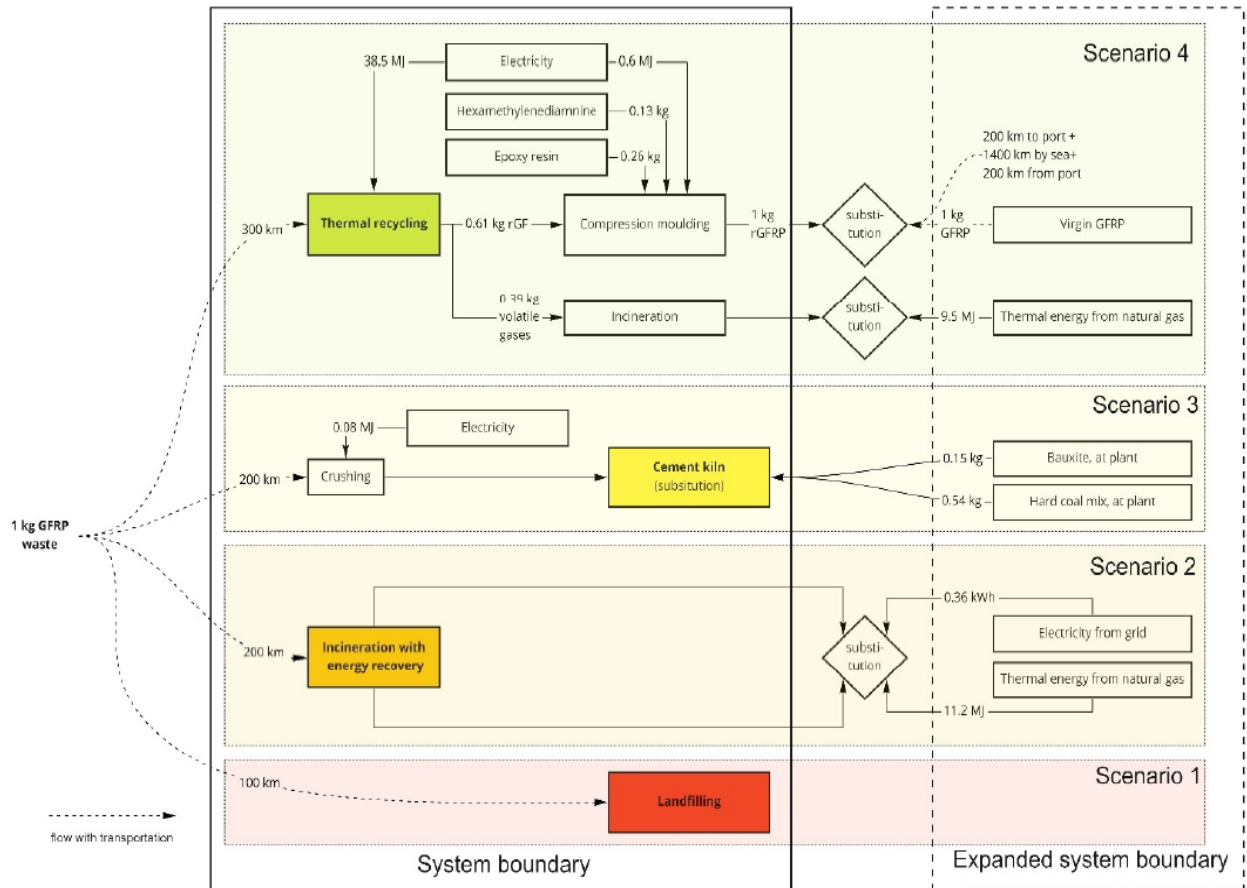 Scenario 4
38.5 MJ
Electricity
0.6 MJ
Hexamethylenediamnine
0.13 kg
Epoxy resin
0.26 kg
200 km to port +
1400 km by sea+
200 km from port
300 km
Thermal recycling
0.61 kg rGF
Compression moulding
1 kg
rGFRP
substi-
tution
1 kg
GFRP
Virgin GFRP
0.39 kg
volatile
gases
Incineration
substi-
tution
9.5 MJ
Thermal energy from natural gas
Scenario 3
0.08 MJ
Electricity
200 km
Crushing
Cement kiln
(subsitution)
0.15 kg
Bauxite, at plant
0.54 kg
Hard coal mix, at plant
1 kg GFRP
waste
Scenario 2
0.36 kWh
Electricity from grid
200 km
Incineration with
energy recovery
substi-
tution
Thermal energy from natural gas
11.2 MJ
Scenario 1
100 km
Landfilling
flow with transportation
System boundary
Expanded system boundary